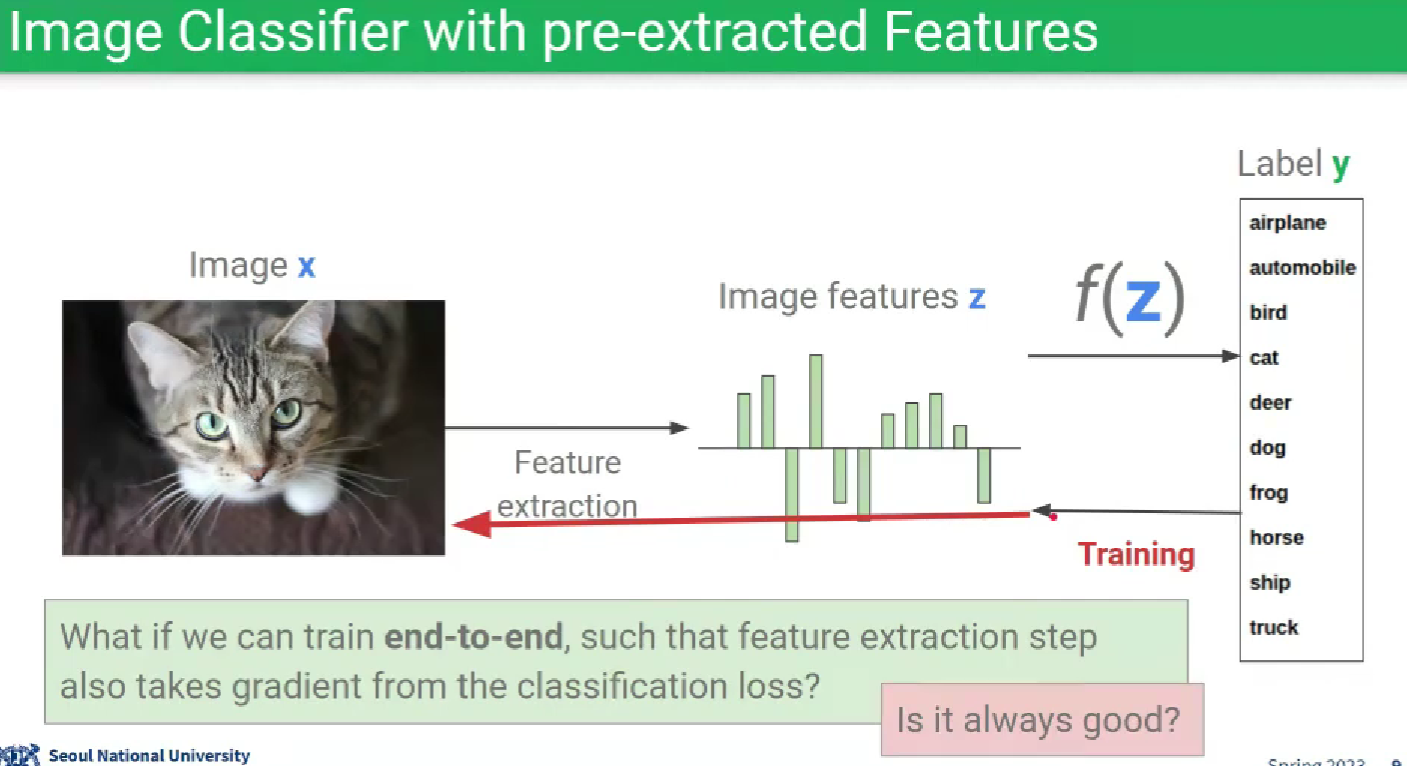 Image Classifier with pre-extracted Features
Label y
airplane
automobile
bird
cat
deer
dog
frog
horse
ship
truck
Image x
Image features z
f(z)
Feature
extraction
Training
What if we can train end-to-end, such that feature extraction step
also takes gradient from the classification loss?
Is it always good?
Seoul National University
Spring 2023